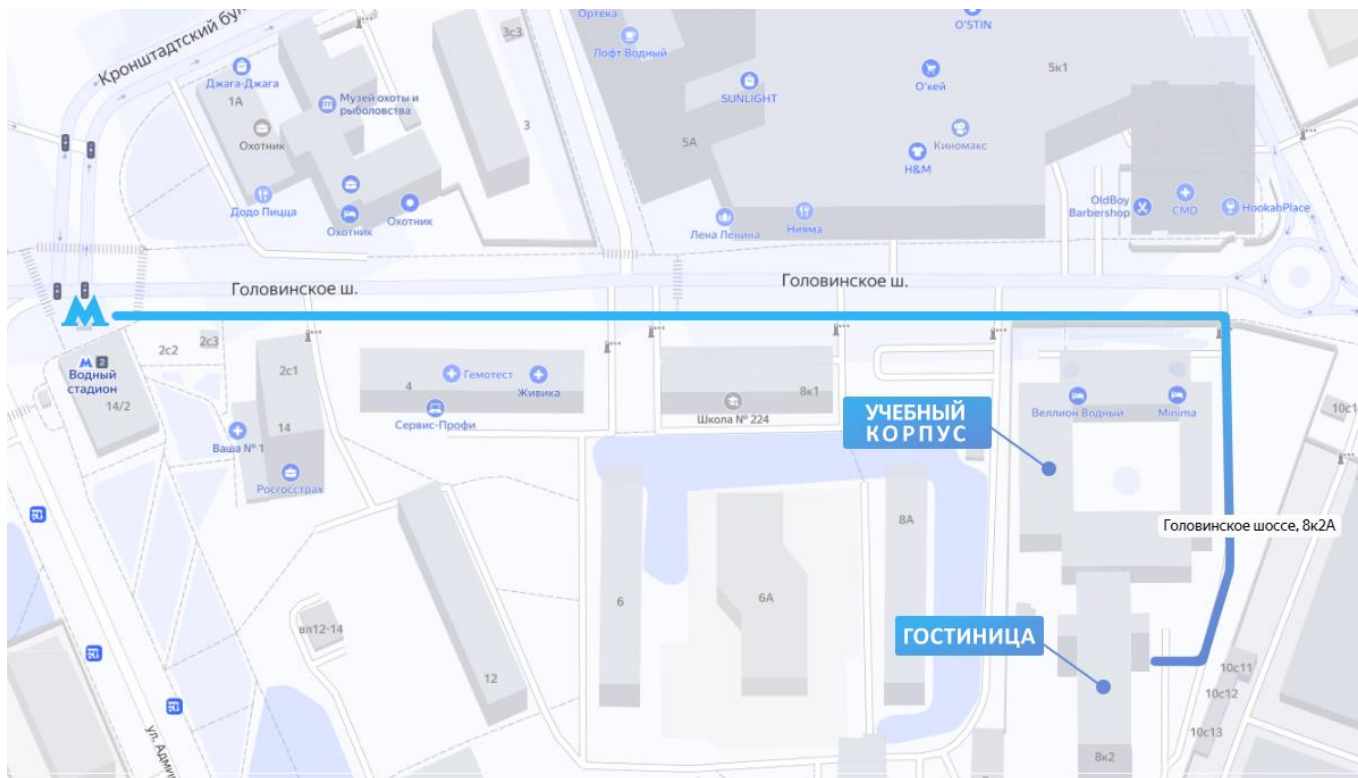 Кронштадтский бул
Джага-Джага
1А
Музей охоты и
рыболовства
Охотник
Додо Пицца
Охотник
Охотник
3с3
3
Ортека
Лофт Водный
O'STIN
SUNLIGHT
О'кей
5к1
5А
Киномакс
H&M
Лена Ленина
Нияма
OldBoy
Barbershop
CMD
HookahPlace
Головинское ш.
Головинское ш.
М 2
Водный
стадион
14/2
2с2
2с3
2с1
14
Ваша № 1
Росгосстрах
4
Гемотест
Живика
Сервис-Профи
Школа № 224
8к1
УЧЕБНЫЙ
КОРПУС
Веллион Водный
Minima
Головинское шоссе, 8к2А
вл12-14
12
6
6А
8А
ГОСТИНИЦА
8к2
10с11
10с12
10с13
ул. Адми